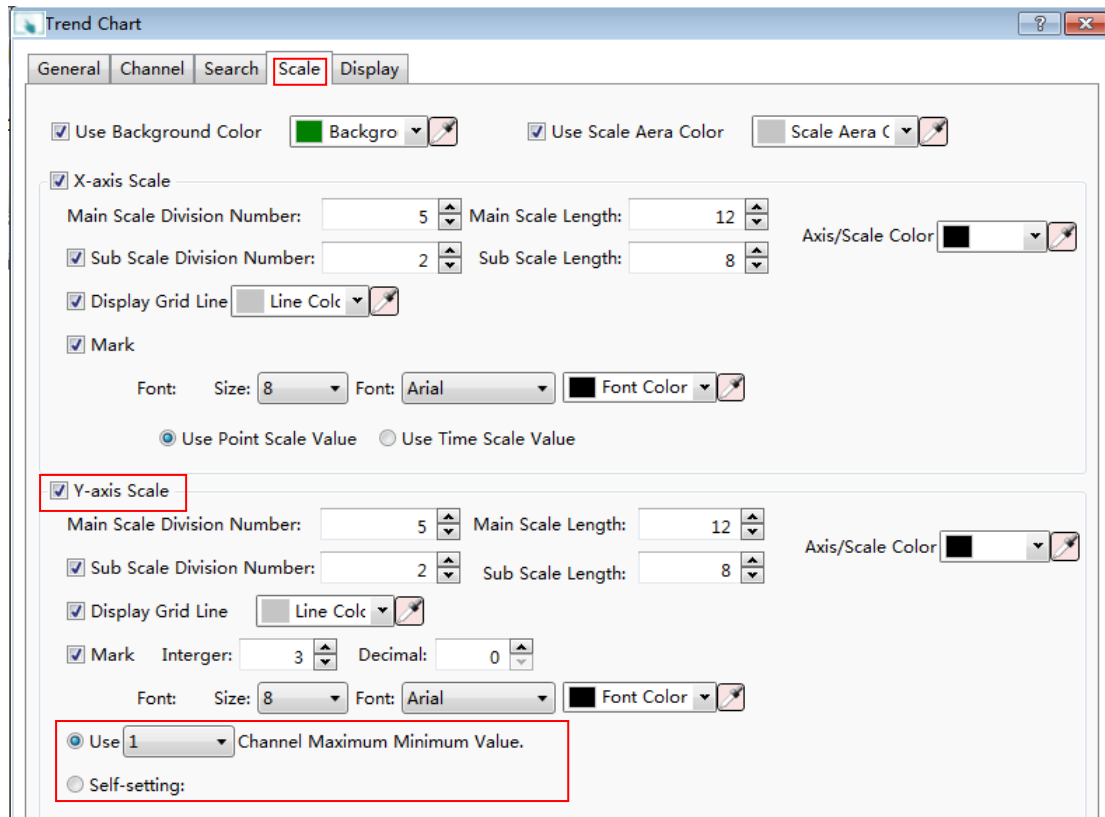 Trend Chart
General Channel Search Scale Display
Use Background Color Backgro Use Scale Aera Color Scale Aera C
X-axis Scale
Main Scale Division Number: 5 Main Scale Length: 12
Axis/Scale Color
Sub Scale Division Number: 2 Sub Scale Length: 8
Display Grid Line Line Colc
Mark
Font: Size: 8 Font: Arial Font Color
Use Point Scale Value Use Time Scale Value
Y-axis Scale
Main Scale Division Number: 5 Main Scale Length: 12
Axis/Scale Color
Sub Scale Division Number: 2 Sub Scale Length: 8
Display Grid Line Line Colc
Mark Interger: 3 Decimal: 0
Font: Size: 8 Font: Arial Font Color
Use 1 Channel Maximum Minimum Value.
Self-setting: